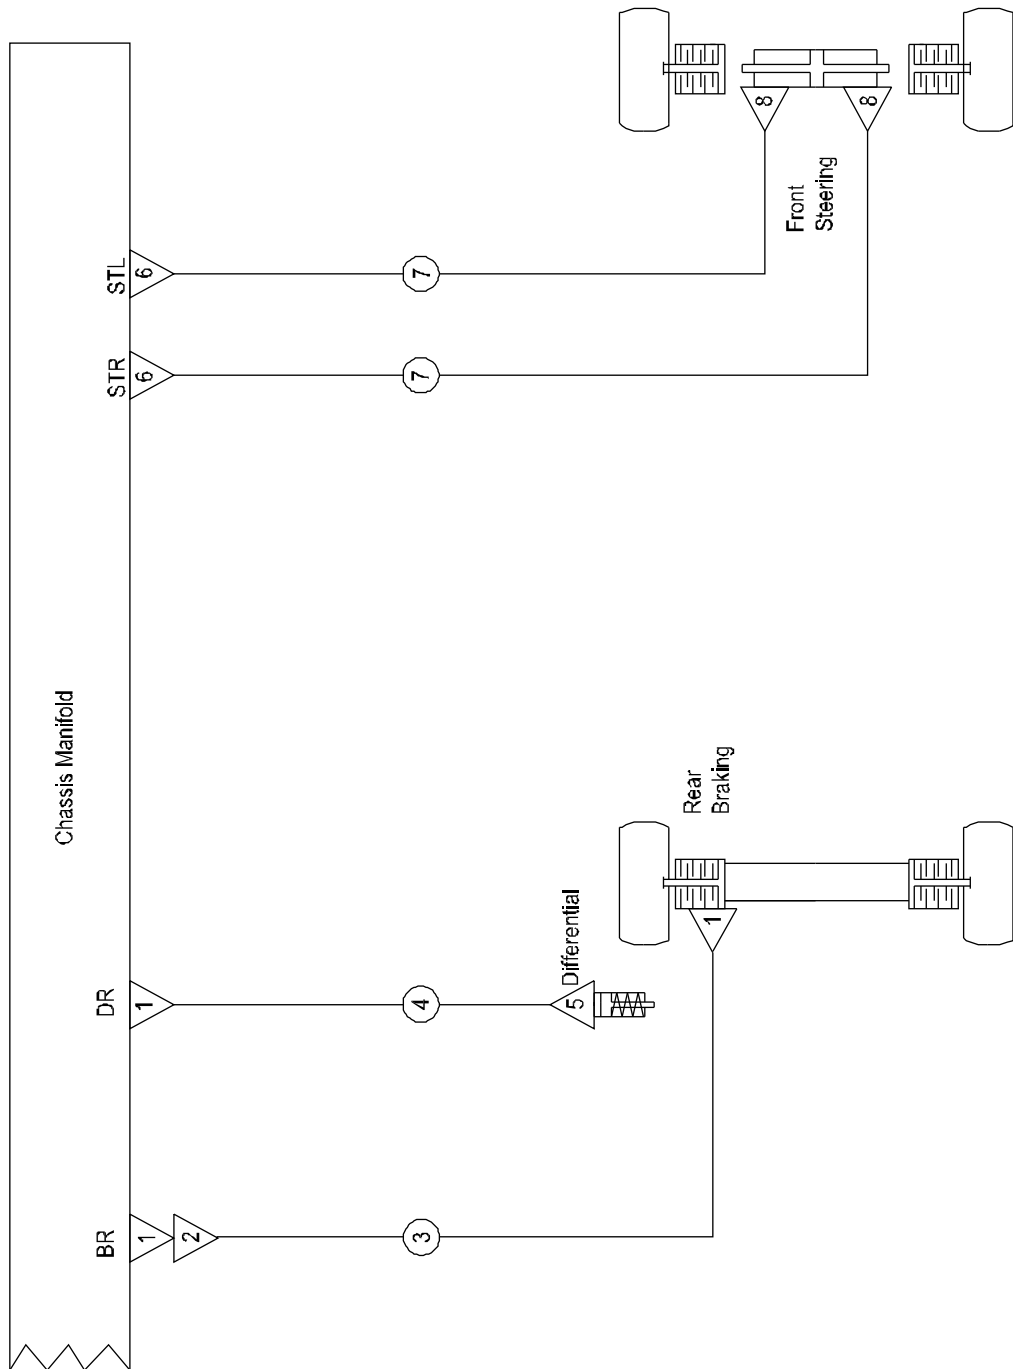 Chassis Manifold
BR
DR
STR
STL
1
2
1
6
6
3
4
7
7
5
Differential
1
Rear
Braking
8
8
Front
Steering